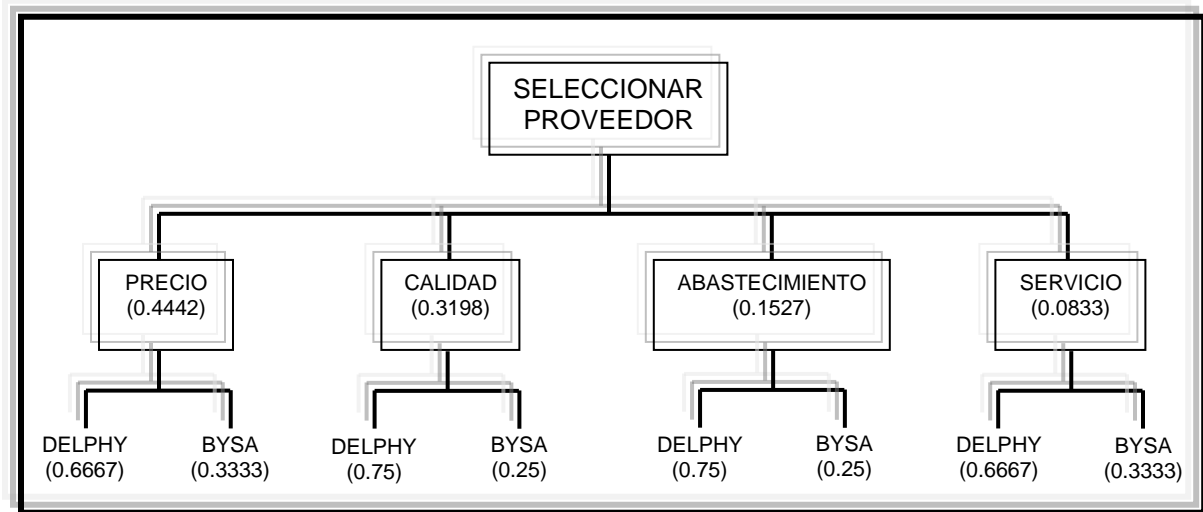 SELECCIONAR
PROVEEDOR
PRECIO
(0.4442)
CALIDAD
(0.3198)
ABASTECIMIENTO
(0.1527)
SERVICIO
(0.0833)
DELPHY
(0.6667)
BYSA
(0.3333)
DELPHY
(0.75)
BYSA
(0.25)
DELPHY
(0.75)
BYSA
(0.25)
DELPHY
(0.6667)
BYSA
(0.3333)